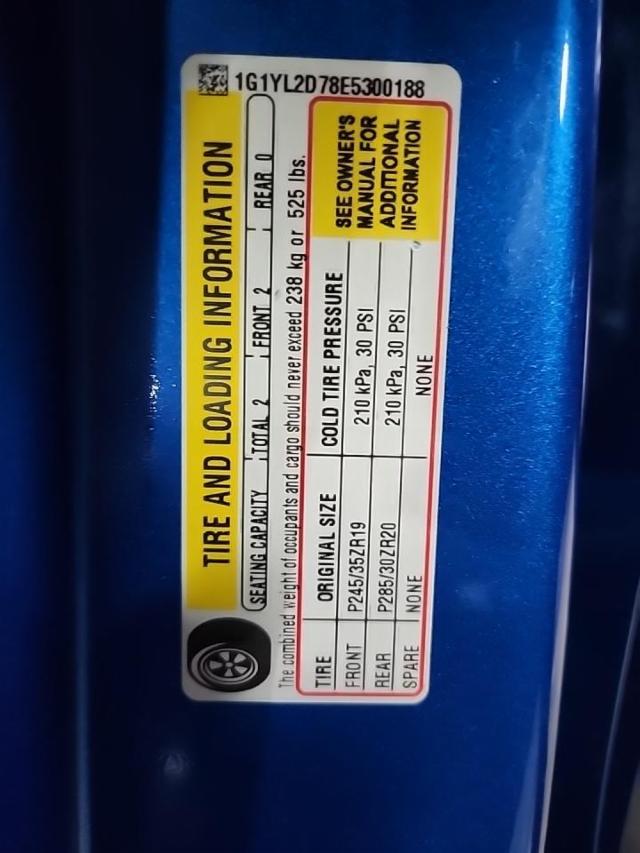 1G1YL2D78E5300188
TIRE AND LOADING INFORMATION
SEATING CAPACITY TOTAL 2 FRONT 2 REAR 0
The combined weight of occupants and cargo should never exceed 238 kg or 525 lbs.
TIRE ORIGINAL SIZE COLD TIRE PRESSURE
FRONT P245/35ZR19 210 kPa, 30 PSI
REAR P285/30ZR20 210 kPa, 30 PSI
SPARE NONE NONE
SEE OWNER'S
MANUAL FOR
ADDITIONAL
INFORMATION